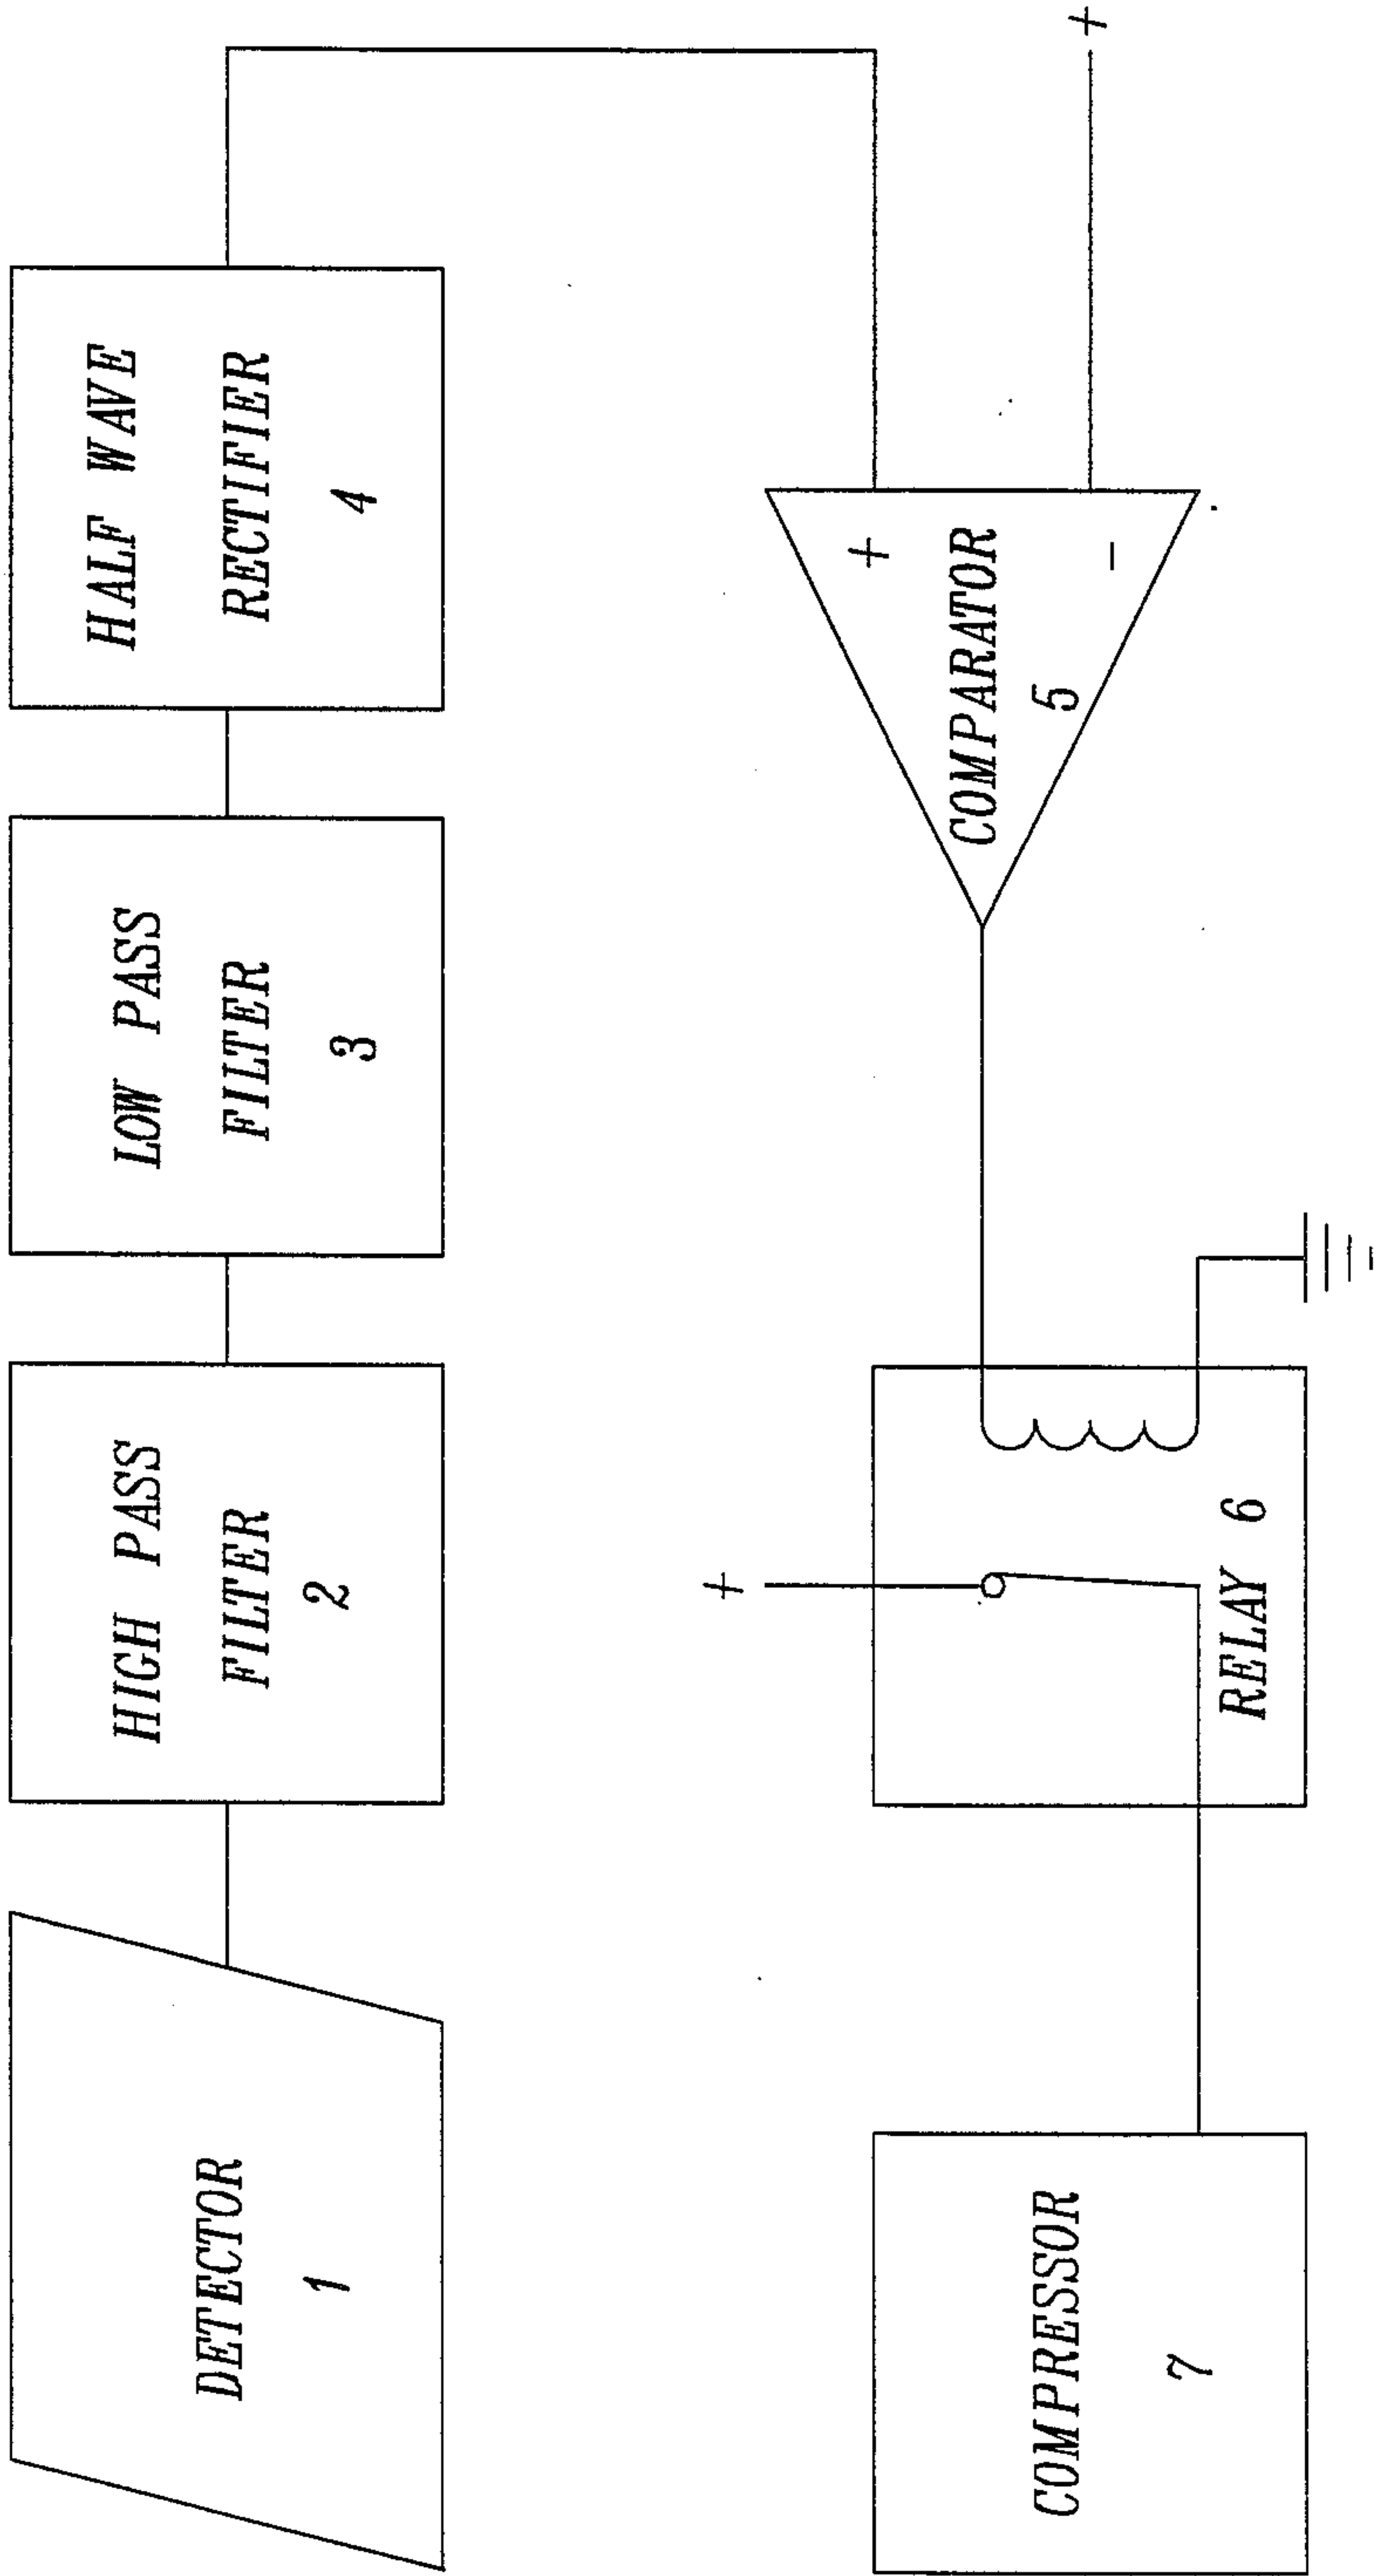 DETECTOR
1
HIGH PASS
FILTER
2
LOW PASS
FILTER
3
HALF WAVE
RECTIFIER
4
COMPRESSOR
7
+
RELAY 6
COMPARATOR
5
+
-
+